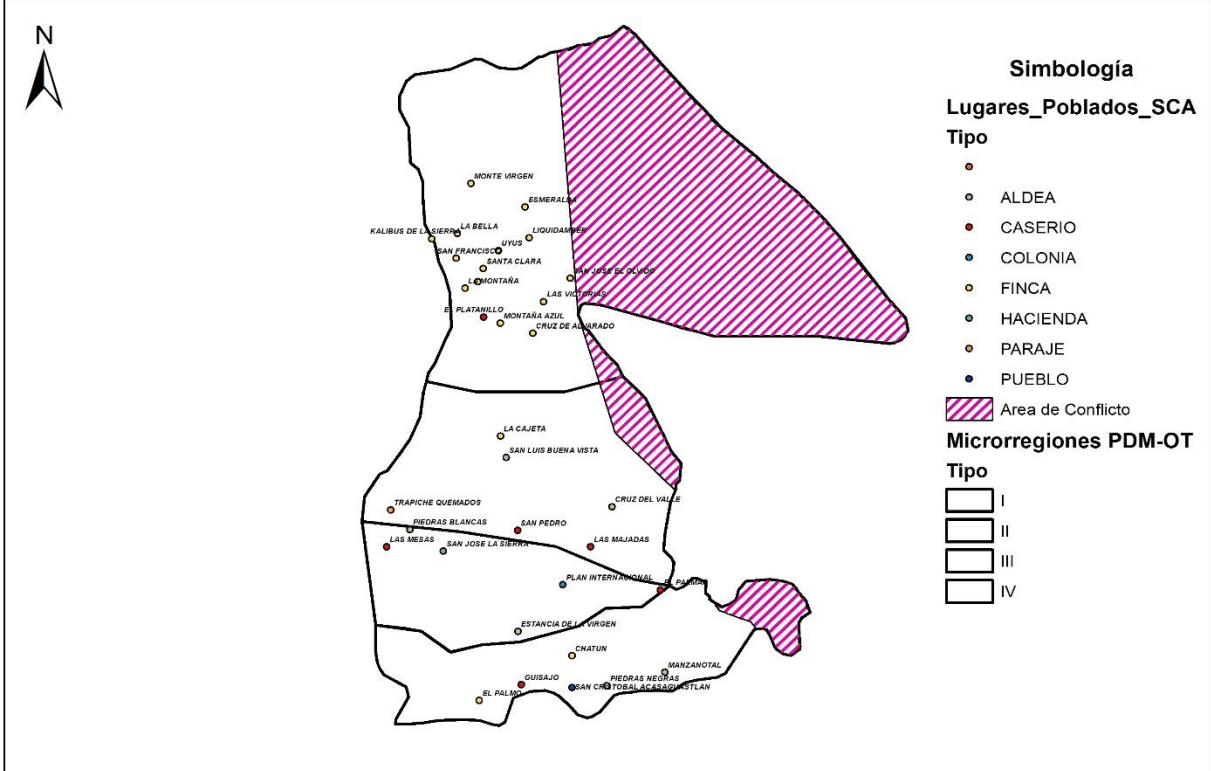 N
MONTE VIRGEN
ESMERALDA
LA BELLA
KALIBUS DE LA SIERRA
LIQUIDAMBER
UYUS
SAN FRANCISCO
SANTA CLARA
SAN JOSE EL OLVIDO
LA MONTAÑA
LAS VICTORIAS
EL PLATANILLO
MONTAÑA AZUL
CRUZ DE ALVARADO
LA CAJETA
SAN LUIS BUENA VISTA
TRAPICHE QUEMADOS
CRUZ DEL VALLE
PIEDRAS BLANCAS
SAN PEDRO
LAS MESAS
SAN JOSE LA SIERRA
LAS MAJADAS
PLAN INTERNACIONAL
EL PALMAR
ESTANCIA DE LA VIRGEN
CHATUN
MANZANOTAL
GUISAJO
PIEDRAS NEGRAS
SAN CRISTOBAL ACASAGUASTLAN
EL PALMO
Simbología
Lugares_Poblados_SCA
Tipo
ALDEA
CASERIO
COLONIA
FINCA
HACIENDA
PARAJE
PUEBLO
Area de Conflicto
Microrregiones PDM-OT
Tipo
I
II
III
IV